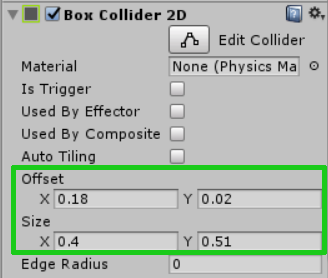 Box Collider 2D
Edit Collider
Material None (Physics Ma
Is Trigger
Used By Effector
Used By Composite
Auto Tiling
Offset
X 0.18 Y 0.02
Size
X 0.4 Y 0.51
Edge Radius 0